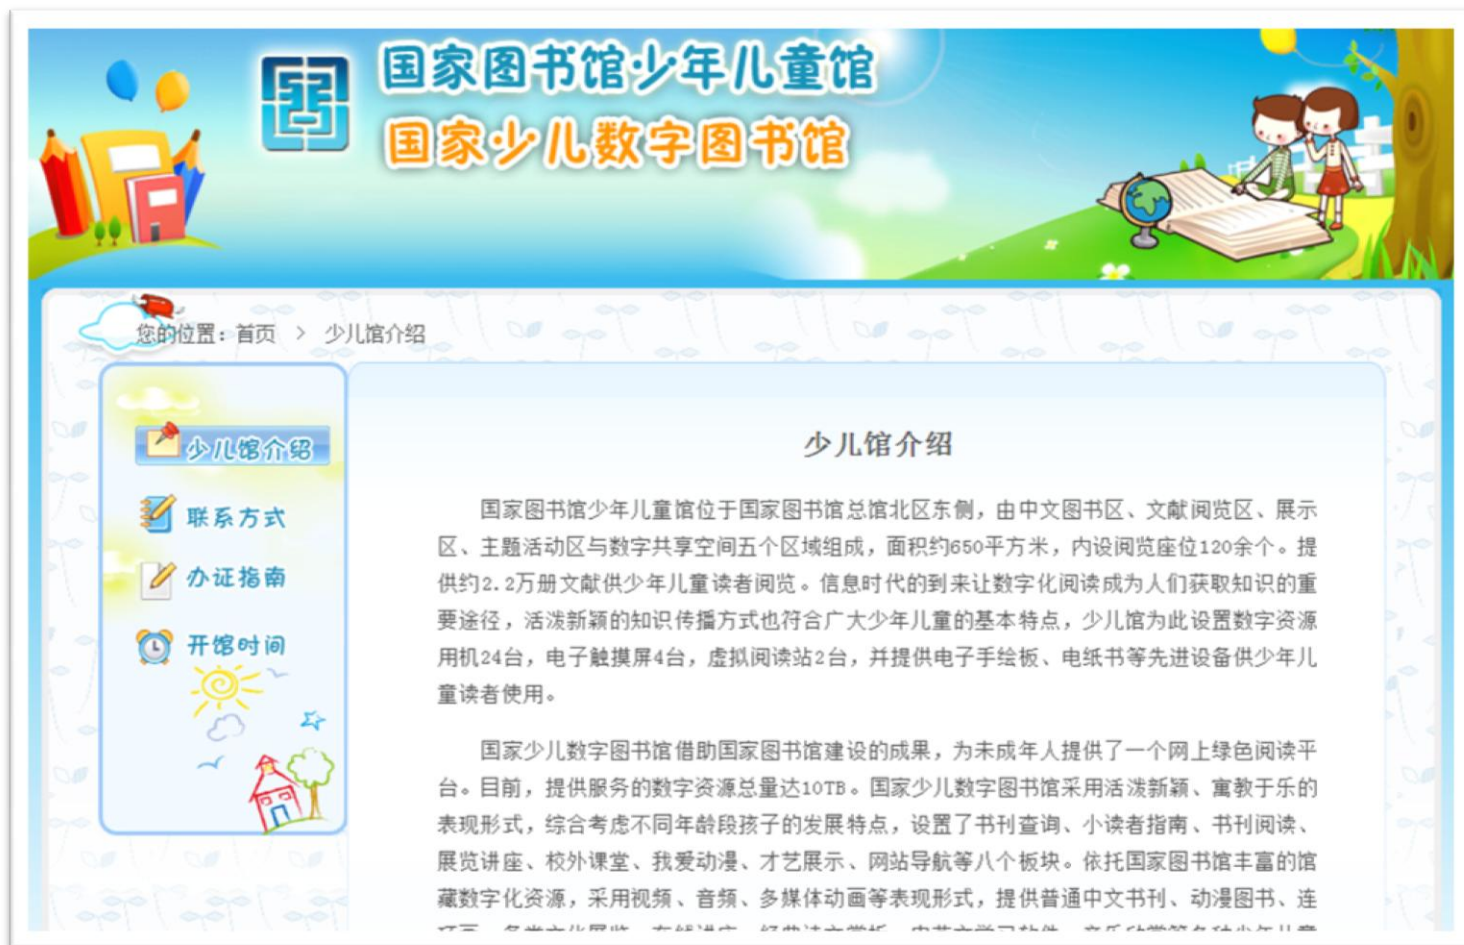 国家图书馆少年儿童馆
国家少儿数字图书馆
您的位置：首页 > 少儿馆介绍
少儿馆介绍
联系方式
办证指南
开馆时间
少儿馆介绍
国家图书馆少年儿童馆位于国家图书馆总馆北区东侧，由中文图书区、文献阅览区、展示
区、主题活动区与数字共享空间五个区域组成，面积约650平方米，内设阅览座位120余个。提
供约2.2万册文献供少年儿童读者阅览。信息时代的到来让数字化阅读成为人们获取知识的重
要途径，活泼新颖的知识传播方式也符合广大少年儿童的基本特点，少儿馆为此设置数字资源
用机24台，电子触摸屏4台，虚拟阅读站2台，并提供电子手绘板、电纸书等先进设备供少年儿
童读者使用。
国家少儿数字图书馆借助国家图书馆建设的成果，为未成年人提供了一个网上绿色阅读平
台。目前，提供服务的数字资源总量达10TB。国家少儿数字图书馆采用活泼新颖、寓教于乐的
表现形式，综合考虑不同年龄段孩子的发展特点，设置了书刊查询、小读者指南、书刊阅读、
展览讲座、校外课堂、我爱动漫、才艺展示、网站导航等八个板块。依托国家图书馆丰富的馆
藏数字化资源，采用视频、音频、多媒体动画等表现形式，提供普通中文书刊、动漫图书、连